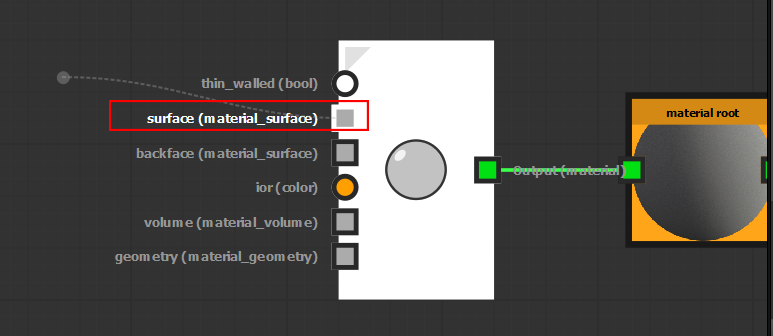 thin_walled (bool)
surface (material_surface)
backface (material_surface)
ior (color)
volume (material_volume)
geometry (material_geometry)
Output (material)
material root